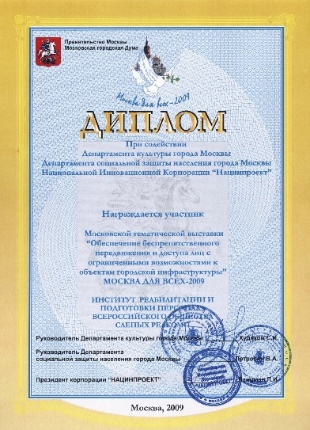 Правительство Москвы
Московская городская Дума
Москва для всех-2009
ДИПЛОМ
При содействии
Департамента культуры города Москвы
Департамента социальной защиты населения города Москвы
Национальной Инновационной Корпорации "Нацинпроект"
Награждается участник
Московской тематической выставки
"Обеспечение беспрепятственного
передвижения и доступа лиц с
ограниченными возможностями к
объектам городской инфраструктуры"
МОСКВА ДЛЯ ВСЕХ-2009
ИНСТИТУТ РЕАБИЛИТАЦИИ И
ПОДГОТОВКИ ПЕРСОНАЛА
ВСЕРОССИЙСКОГО ОБЩЕСТВА
СЛЕПЫХ
Руководитель Департамента культуры города Москвы Худяков С.И.
Руководитель Департамента
социальной защиты населения города Москвы Петросян В.А.
Президент корпорации "НАЦИНПРОЕКТ"
Москва, 2009